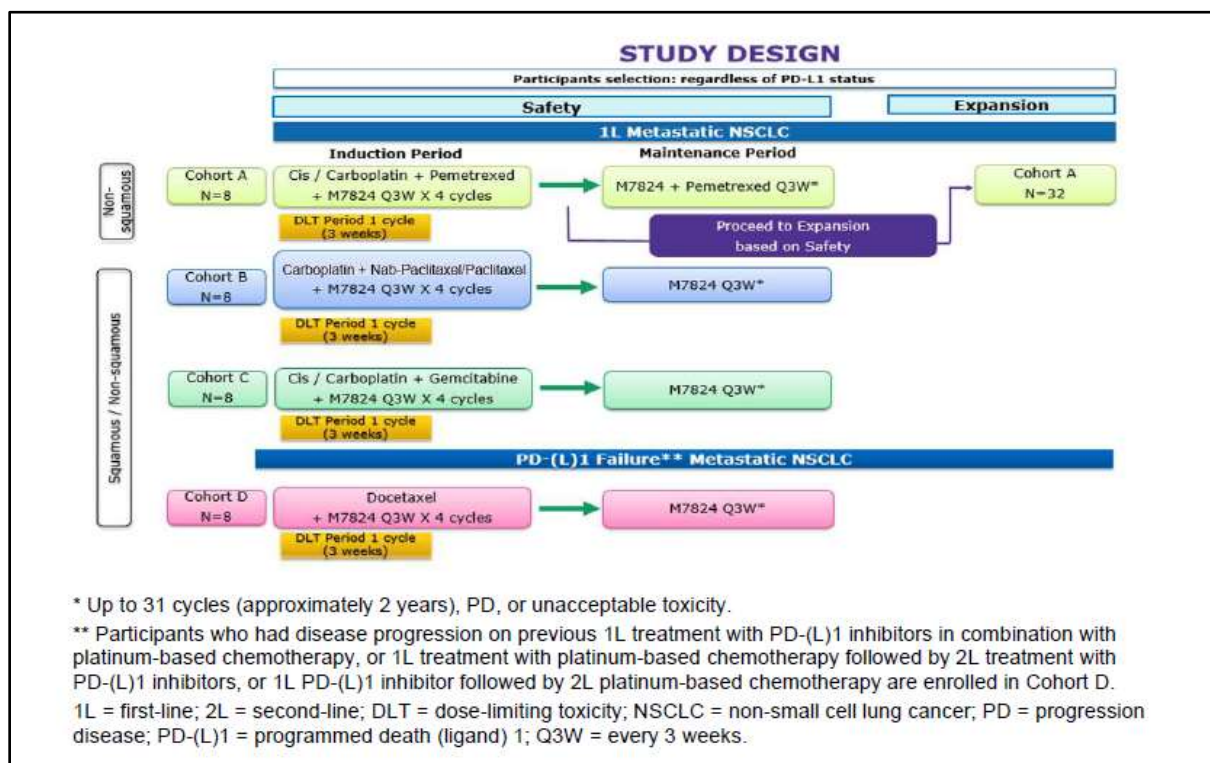 STUDY DESIGN
Participants selection: regardless of PD-L1 status
Safety
Expansion
1L Metastatic NSCLC
Induction Period
Maintenance Period
Non-
squamous
Cohort A
N=8
Cis / Carboplatin + Pemetrexed
+ M7824 Q3W X 4 cycles
M7824 + Pemetrexed Q3W*
Cohort A
N=32
DLT Period 1 cycle
(3 weeks)
Proceed to Expansion
based on Safety
Squamous / Non-squamous
Cohort B
N=8
Carboplatin + Nab-Paclitaxel/Paclitaxel
+ M7824 Q3W X 4 cycles
M7824 Q3W*
DLT Period 1 cycle
(3 weeks)
Cohort C
N=8
Cis / Carboplatin + Gemcitabine
+ M7824 Q3W X 4 cycles
M7824 Q3W*
DLT Period 1 cycle
(3 weeks)
PD-(L)1 Failure** Metastatic NSCLC
Cohort D
N=8
Docetaxel
+ M7824 Q3W X 4 cycles
M7824 Q3W*
DLT Period 1 cycle
(3 weeks)
* Up to 31 cycles (approximately 2 years), PD, or unacceptable toxicity.
** Participants who had disease progression on previous 1L treatment with PD-(L)1 inhibitors in combination with
platinum-based chemotherapy, or 1L treatment with platinum-based chemotherapy followed by 2L treatment with
PD-(L)1 inhibitors, or 1L PD-(L)1 inhibitor followed by 2L platinum-based chemotherapy are enrolled in Cohort D.
1L = first-line; 2L = second-line; DLT = dose-limiting toxicity; NSCLC = non-small cell lung cancer; PD = progression
disease; PD-(L)1 = programmed death (ligand) 1; Q3W = every 3 weeks.